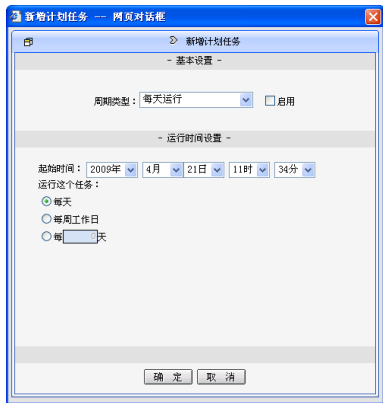 新增计划任务 -- 网页对话框
新增计划任务
- 基本设置 -
周期类型： 每天运行 启用
- 运行时间设置 -
起始时间： 2009年 4月 21日 11时 34分
运行这个任务：
每天
每周工作日
每 0 天
确 定 取 消